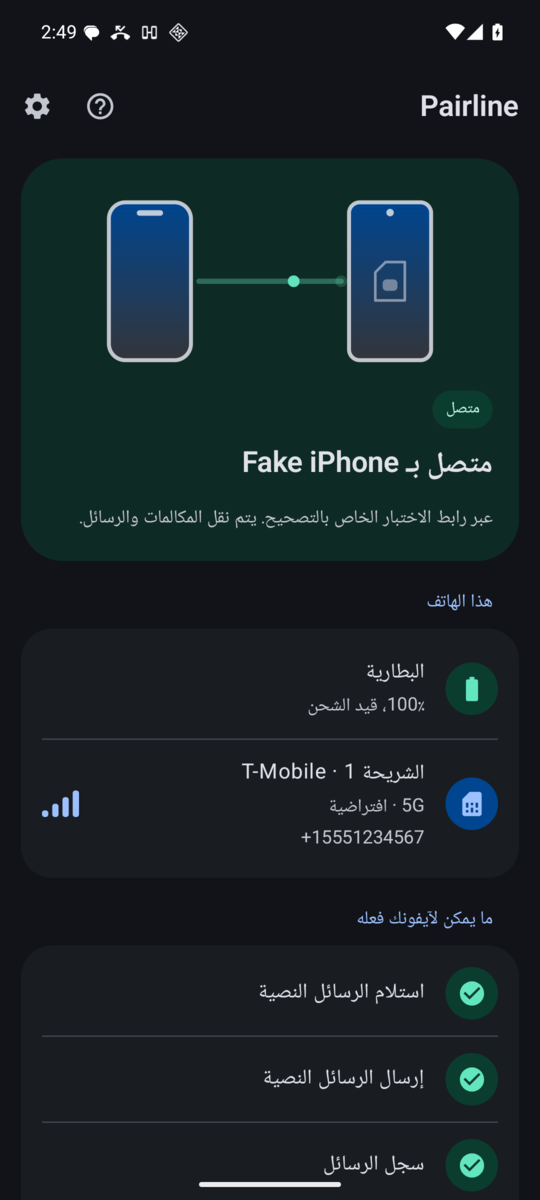 2:49
Pairline
متصل
متصل بـ Fake iPhone
عبر رابط الاختبار الخاص بالتصحيح. يتم نقل المكالمات والرسائل.
هذا الهاتف
البطارية
100٪، قيد الشحن
الشريحة 1 · T-Mobile
5G · افتراضية
+15551234567
ما يمكن لآيفونك فعله
استلام الرسائل النصية
إرسال الرسائل النصية
سجل الرسائل